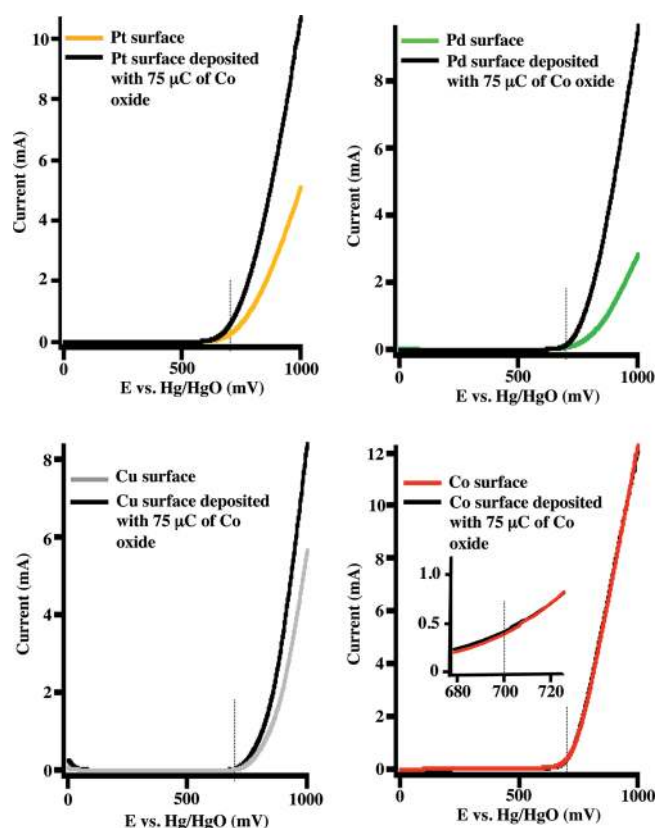 Pt surface
Pt surface deposited
with 75 μC of Co
oxide
Current (mA)
10
8
6
4
2
0
0
500
1000
E vs. Hg/HgO (mV)
Pd surface
Pd surface deposited
with 75 μC of Co oxide
Current (mA)
8
6
4
2
0
0
500
1000
E vs. Hg/HgO (mV)
Cu surface
Cu surface deposited
with 75 μC of Co
oxide
Current (mA)
8
6
4
2
0
0
500
1000
E vs. Hg/HgO (mV)
Co surface
Co surface deposited
with 75 μC of Co
oxide
Current (mA)
12
10
8
6
4
2
0
1.0
0.5
0
680
700
720
0
500
1000
E vs. Hg/HgO (mV)